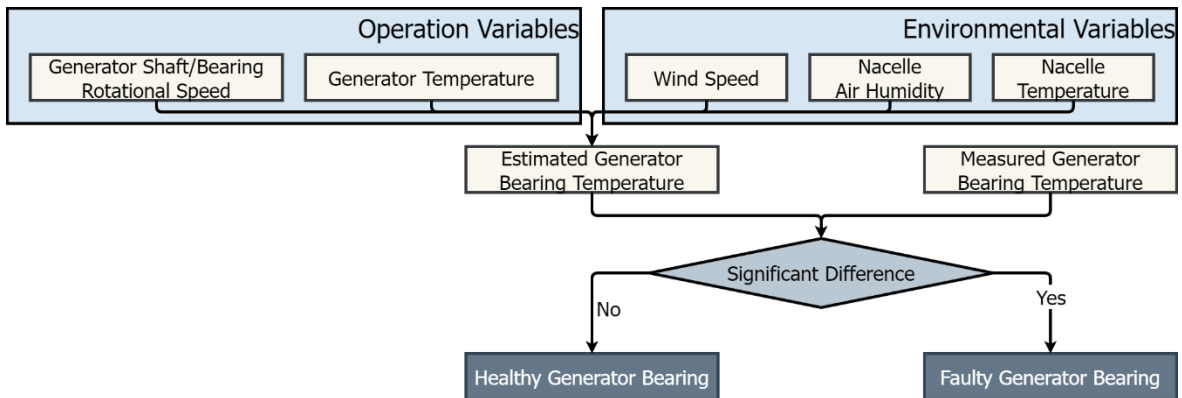 Operation Variables
Environmental Variables
Generator Shaft/Bearing
Rotational Speed
Generator Temperature
Wind Speed
Nacelle
Air Humidity
Nacelle
Temperature
Estimated Generator
Bearing Temperature
Measured Generator
Bearing Temperature
Significant Difference
No
Yes
Healthy Generator Bearing
Faulty Generator Bearing